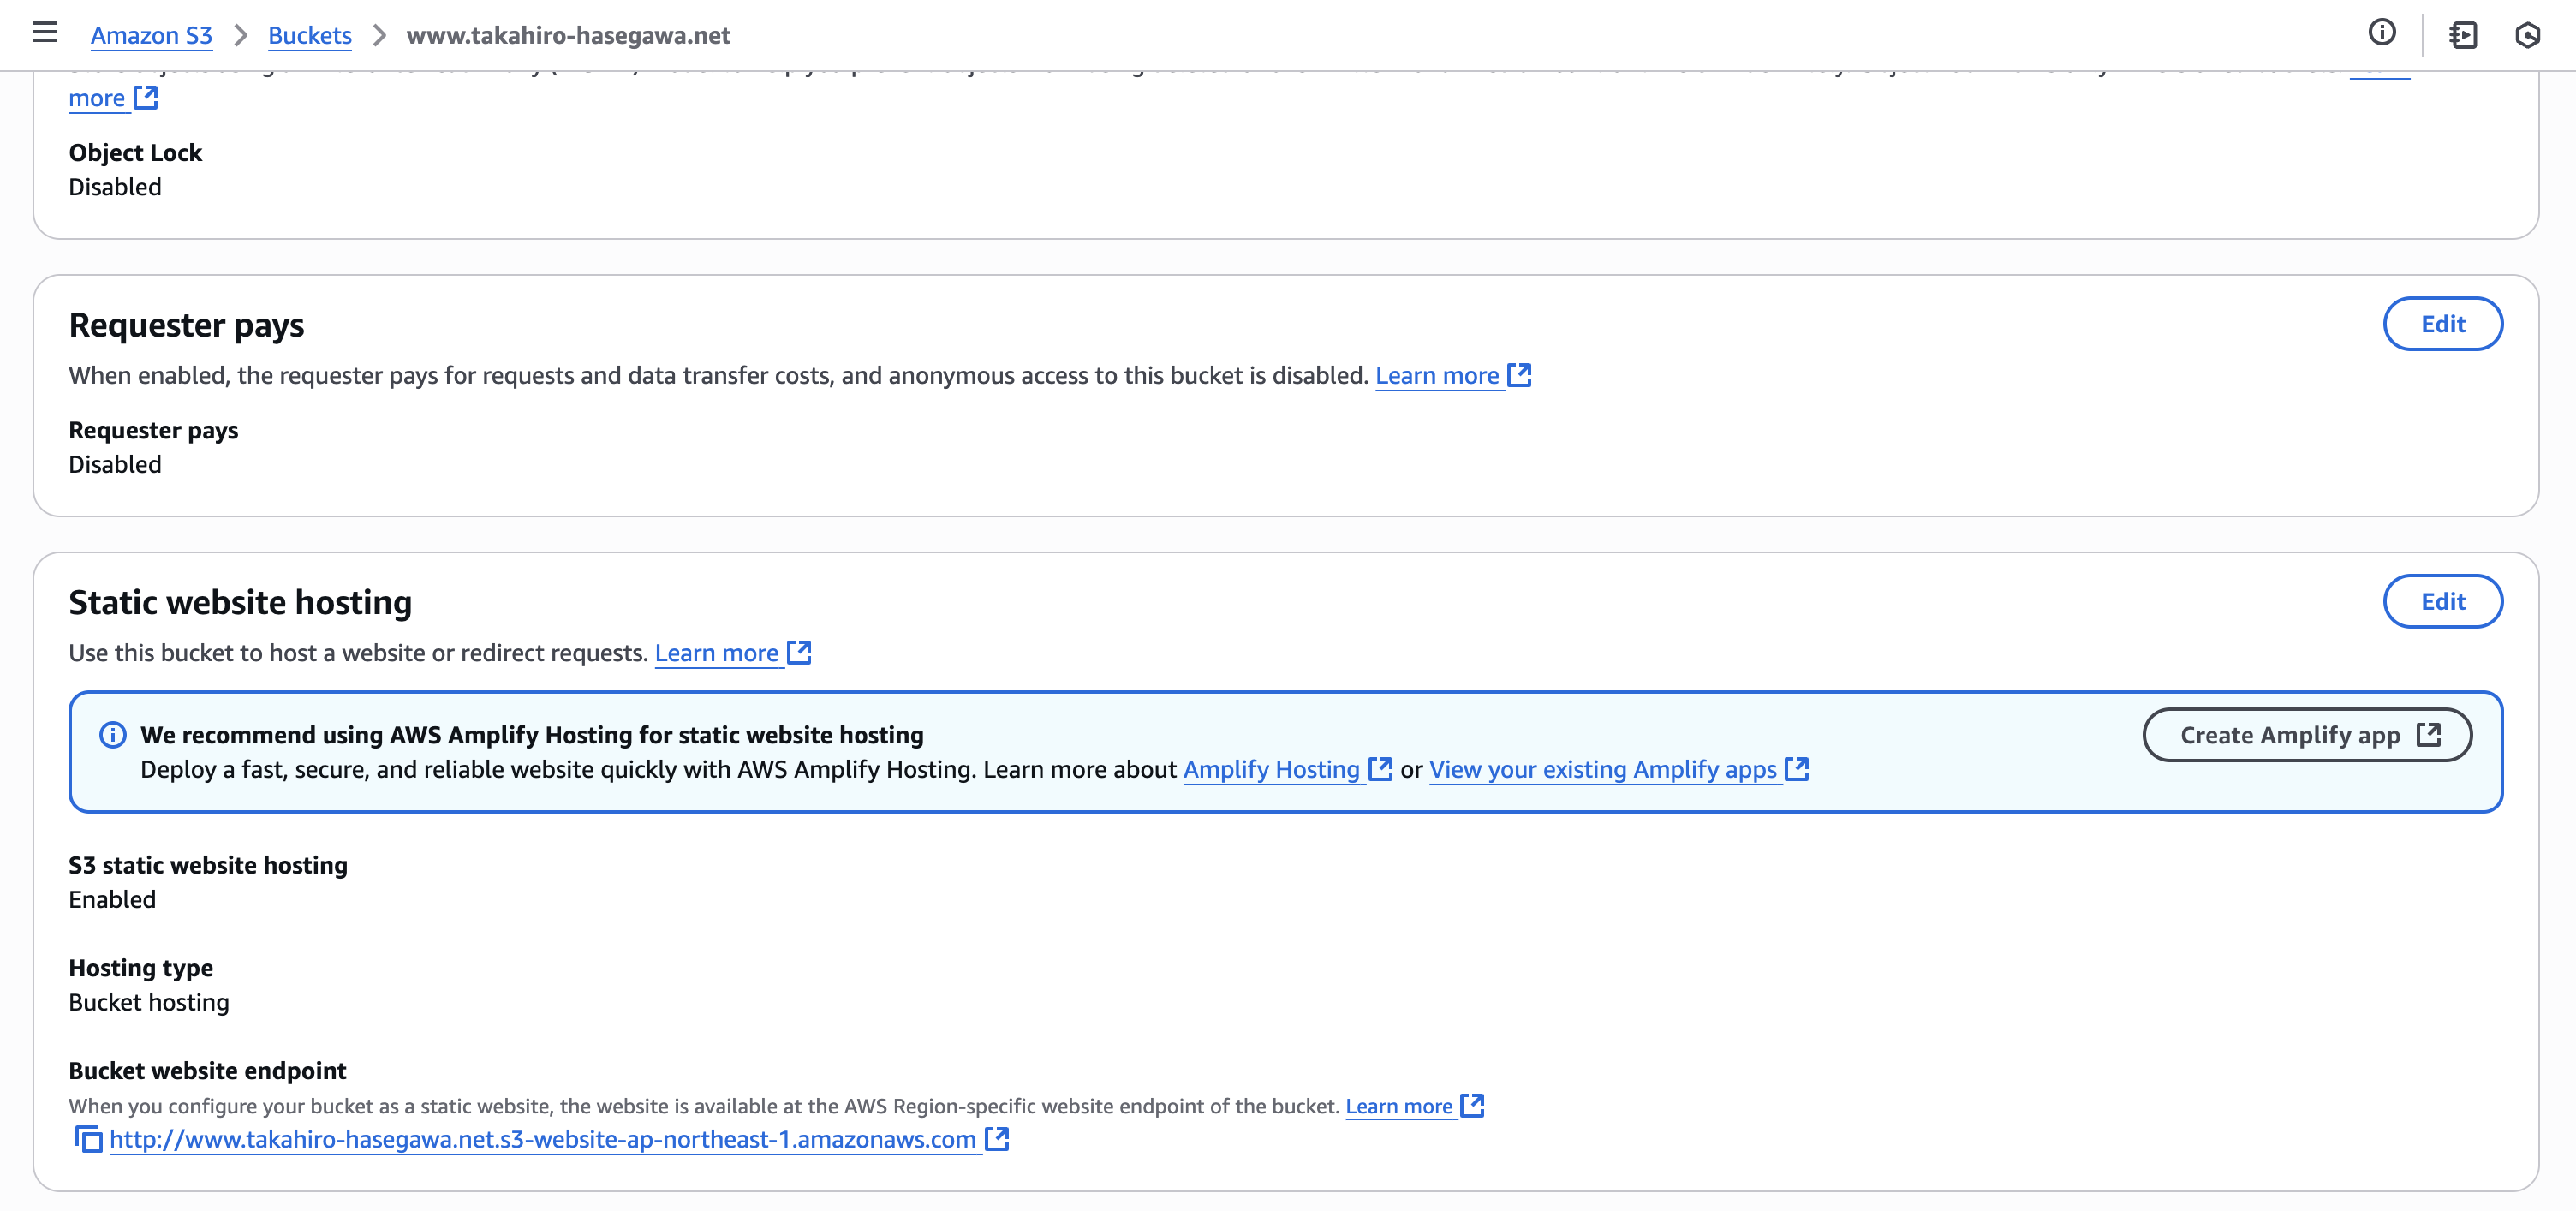 Amazon S3 > Buckets > www.takahiro-hasegawa.net
more
Object Lock
Disabled
Requester pays
Edit
When enabled, the requester pays for requests and data transfer costs, and anonymous access to this bucket is disabled. Learn more
Requester pays
Disabled
Static website hosting
Edit
Use this bucket to host a website or redirect requests. Learn more
We recommend using AWS Amplify Hosting for static website hosting
Create Amplify app
Deploy a fast, secure, and reliable website quickly with AWS Amplify Hosting. Learn more about Amplify Hosting or View your existing Amplify apps
S3 static website hosting
Enabled
Hosting type
Bucket hosting
Bucket website endpoint
When you configure your bucket as a static website, the website is available at the AWS Region-specific website endpoint of the bucket. Learn more
http://www.takahiro-hasegawa.net.s3-website-ap-northeast-1.amazonaws.com